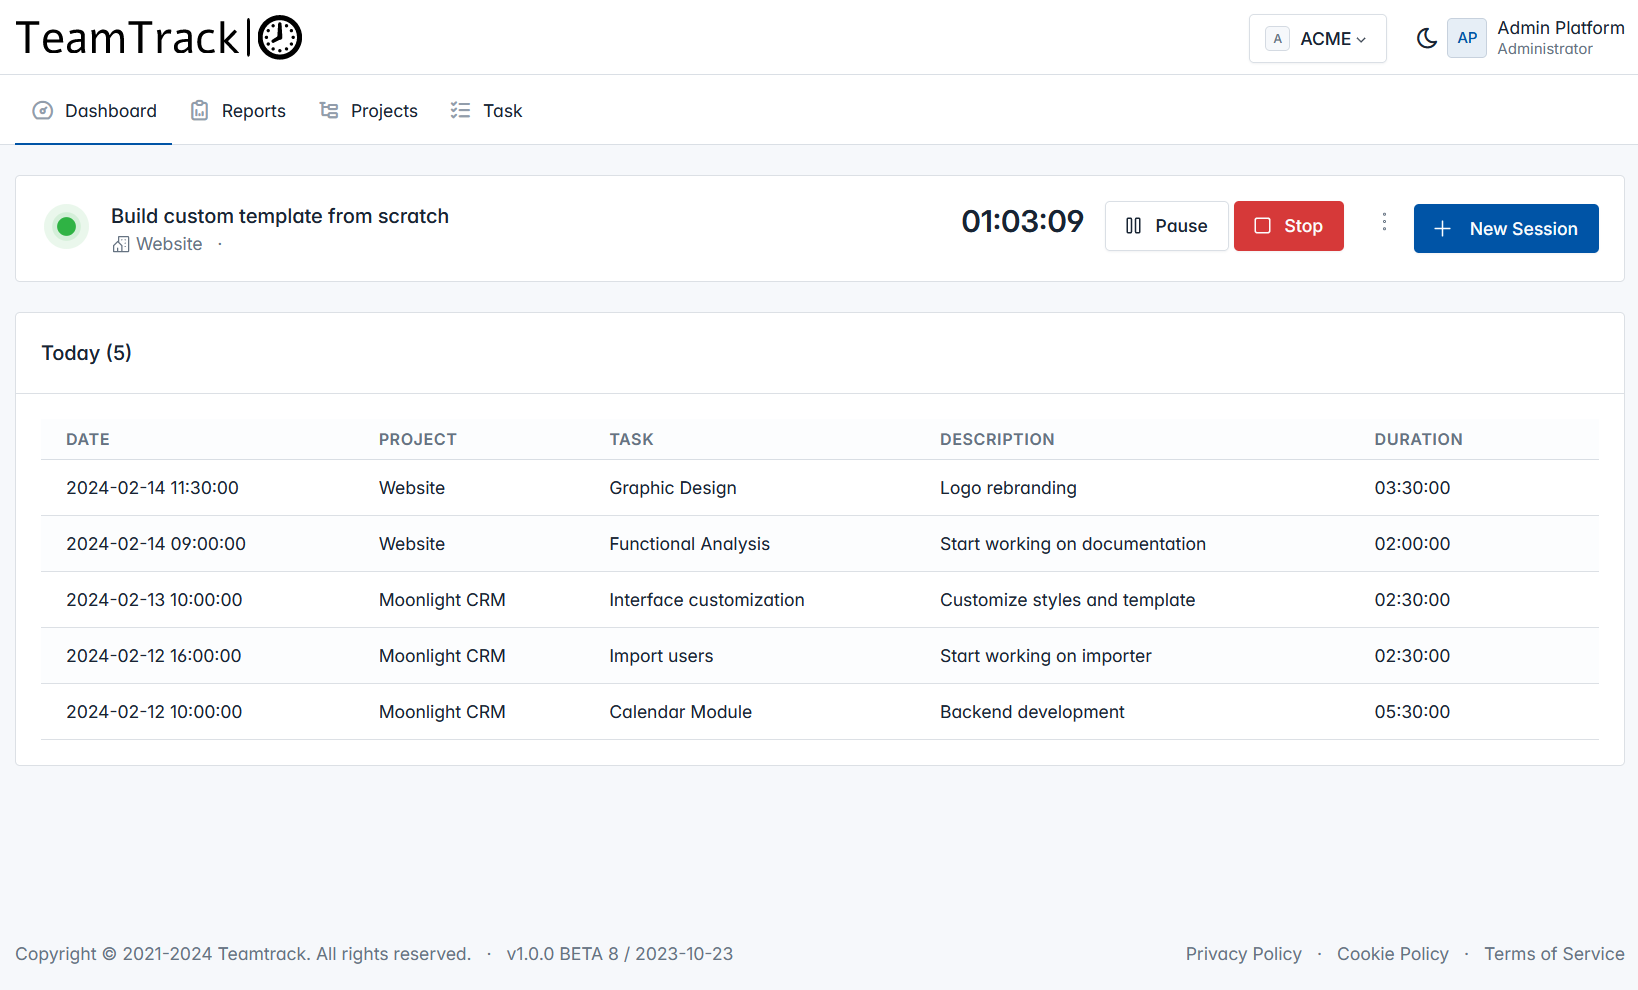 TeamTrack|
A ACME
AP
Admin Platform
Administrator
Dashboard Reports Projects Task
Build custom template from scratch
Website ·
01:03:09 Pause Stop New Session
Today (5)
DATE PROJECT TASK DESCRIPTION DURATION
2024-02-14 11:30:00 Website Graphic Design Logo rebranding 03:30:00
2024-02-14 09:00:00 Website Functional Analysis Start working on documentation 02:00:00
2024-02-13 10:00:00 Moonlight CRM Interface customization Customize styles and template 02:30:00
2024-02-12 16:00:00 Moonlight CRM Import users Start working on importer 02:30:00
2024-02-12 10:00:00 Moonlight CRM Calendar Module Backend development 05:30:00
Copyright © 2021-2024 Teamtrack. All rights reserved. · v1.0.0 BETA 8 / 2023-10-23 Privacy Policy · Cookie Policy · Terms of Service